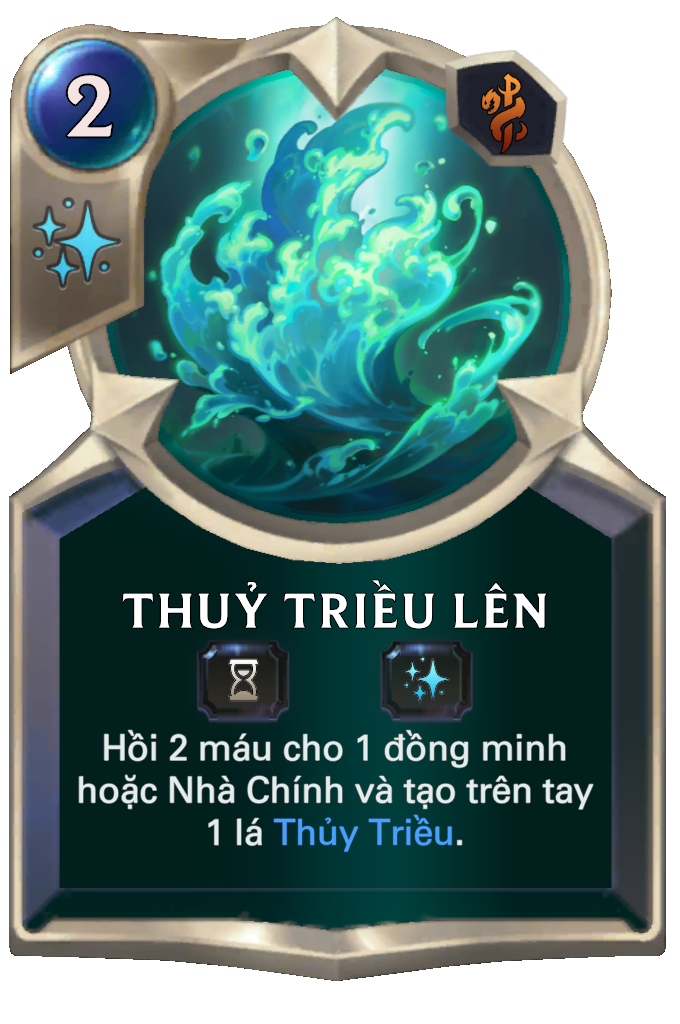 2
THUỶ TRIỀU LÊN
Hồi 2 máu cho 1 đồng minh
hoặc Nhà Chính và tạo trên tay
1 lá Thủy Triều.